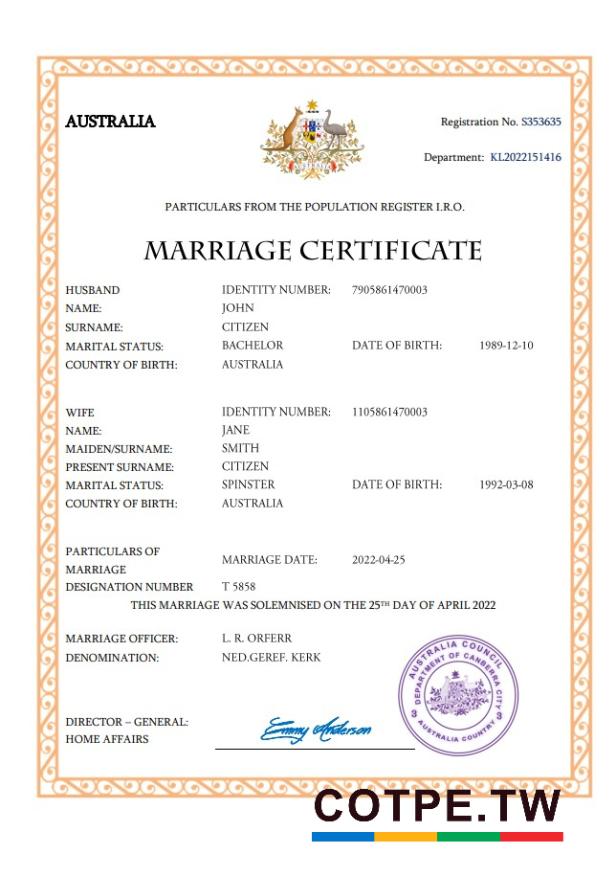 AUSTRALIA
Registration No. S353635
Department: KL2022151416
AUSTRALIA
PARTICULARS FROM THE POPULATION REGISTER I.R.O.
MARRIAGE CERTIFICATE
HUSBAND IDENTITY NUMBER: 7905861470003
NAME: JOHN
SURNAME: CITIZEN
MARITAL STATUS: BACHELOR DATE OF BIRTH: 1989-12-10
COUNTRY OF BIRTH: AUSTRALIA
WIFE IDENTITY NUMBER: 1105861470003
NAME: JANE
MAIDEN/SURNAME: SMITH
PRESENT SURNAME: CITIZEN
MARITAL STATUS: SPINSTER DATE OF BIRTH: 1992-03-08
COUNTRY OF BIRTH: AUSTRALIA
PARTICULARS OF
MARRIAGE MARRIAGE DATE: 2022-04-25
DESIGNATION NUMBER T 5858
THIS MARRIAGE WAS SOLEMNISED ON THE 25TH DAY OF APRIL 2022
MARRIAGE OFFICER: L. R. ORFERR
DENOMINATION: NED.GEREF. KERK
AUSTRALIA COUNCIL
DEPARTMENT OF CANBERRA CITY
3 3
AUSTRALIA COUNTRY
DIRECTOR – GENERAL:
HOME AFFAIRS
Emmy Anderson
COTPE.TW